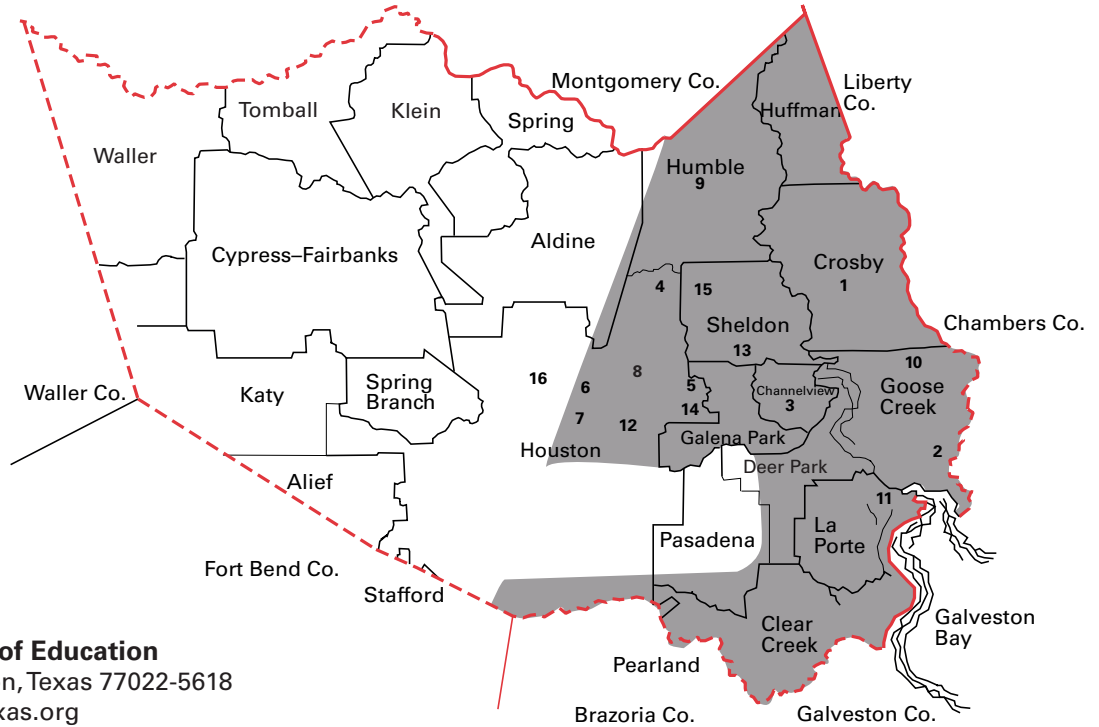 Montgomery Co.
Liberty
Co.
Tomball
Klein
Spring
Huffman
Waller
Humble
9
Aldine
Cypress–Fairbanks
Crosby
1
4
15
Sheldon
13
Chambers Co.
10
16
6
8
5
Goose
Creek
Waller Co.
Katy
Spring
Branch
Channelview
3
14
7
12
Houston
Galena Park
2
Deer Park
Alief
11
La
Porte
Pasadena
Fort Bend Co.
Stafford
Clear
Creek
Galveston
Bay
of Education
n, Texas 77022-5618
xas.org
Pearland
Brazoria Co.
Galveston Co.